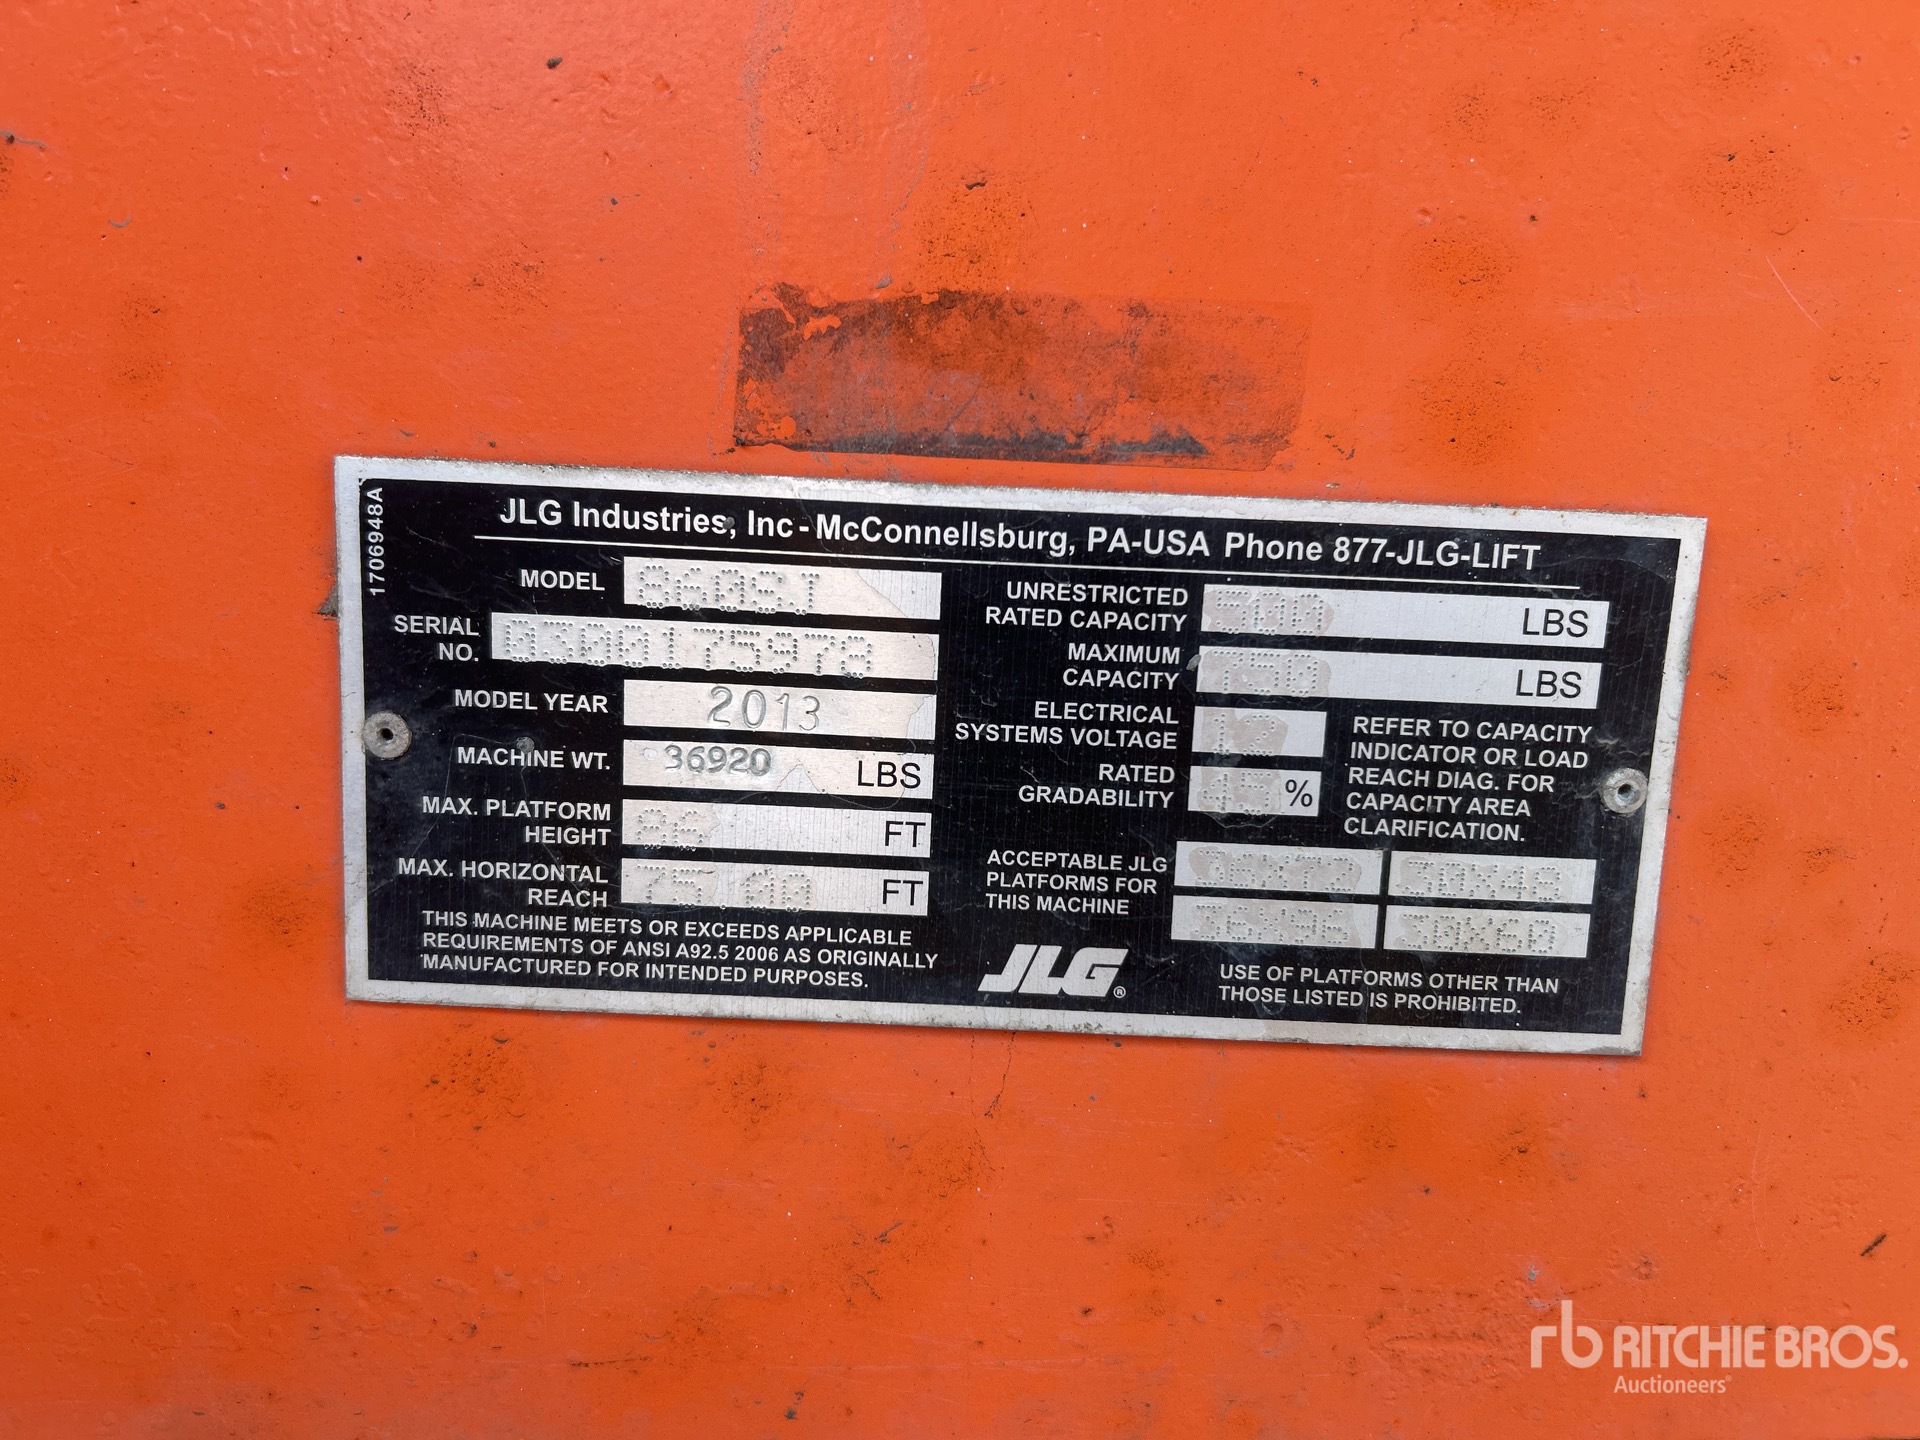 1706948A
JLG Industries, Inc - McConnellsburg, PA-USA Phone 877-JLG-LIFT
MODEL 860SJ
SERIAL NO. 0300175978
MODEL YEAR 2013
MACHINE WT. 36920 LBS
MAX. PLATFORM HEIGHT 86 FT
MAX. HORIZONTAL REACH 75.00 FT
THIS MACHINE MEETS OR EXCEEDS APPLICABLE
REQUIREMENTS OF ANSI A92.5 2006 AS ORIGINALLY
MANUFACTURED FOR INTENDED PURPOSES.
UNRESTRICTED RATED CAPACITY 500 LBS
MAXIMUM CAPACITY 750 LBS
ELECTRICAL SYSTEMS VOLTAGE 12
RATED GRADABILITY 45 %
REFER TO CAPACITY
INDICATOR OR LOAD
REACH DIAG. FOR
CAPACITY AREA
CLARIFICATION.
ACCEPTABLE JLG
PLATFORMS FOR
THIS MACHINE
36X72 30X48
36X96 30X60
JLG®
USE OF PLATFORMS OTHER THAN
THOSE LISTED IS PROHIBITED.
rb RITCHIE BROS.
Auctioneers